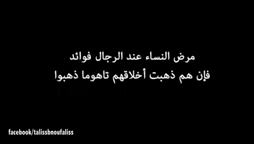 مرض النساء عند الرجال فوائد
فإن هم ذهبت أخلاقهم تاهوما ذهبوا
facebook/talissbnoufaliss